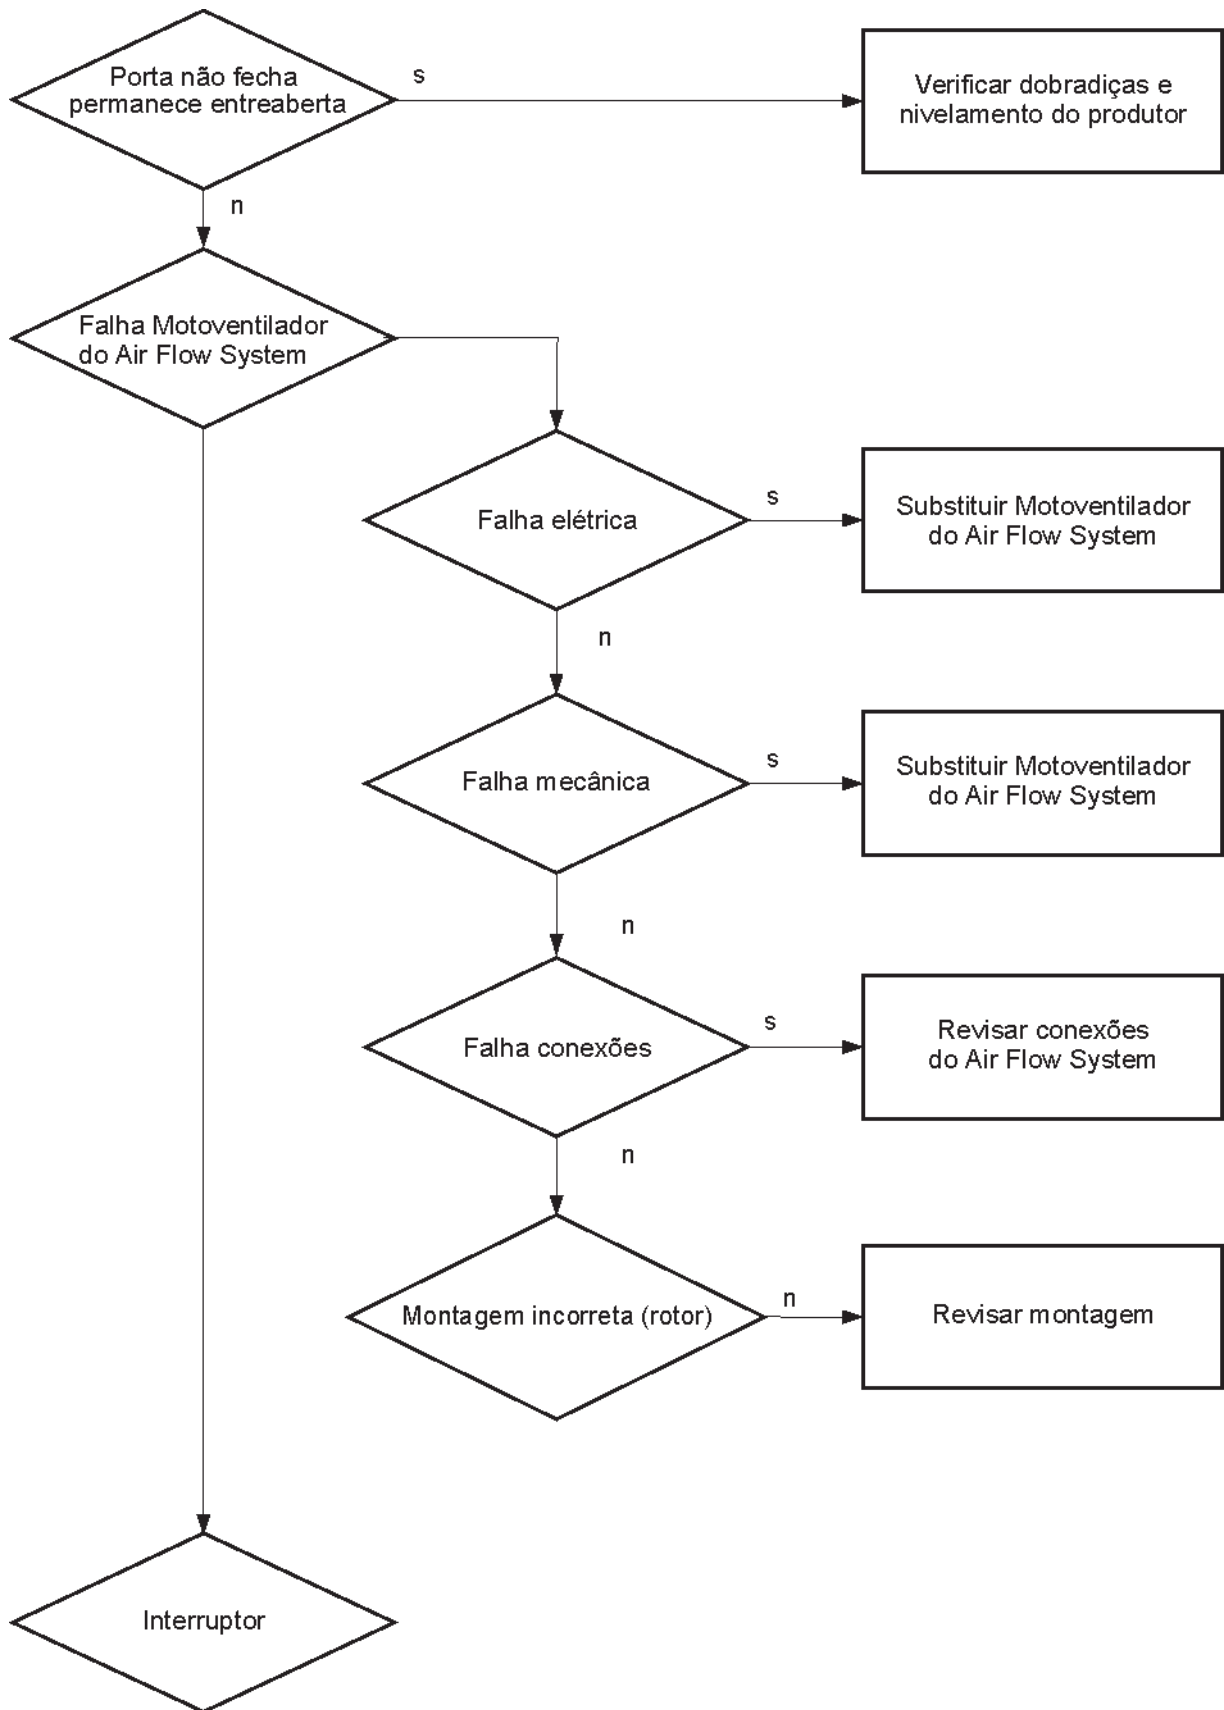 Porta não fecha
permanece entreaberta
s
Verificar dobradiças e
nivelamento do produtor
n
Falha Motoventilador
do Air Flow System
Falha elétrica
s
Substituir Motoventilador
do Air Flow System
n
Falha mecânica
s
Substituir Motoventilador
do Air Flow System
n
Falha conexões
s
Revisar conexões
do Air Flow System
n
Montagem incorreta (rotor)
n
Revisar montagem
Interruptor